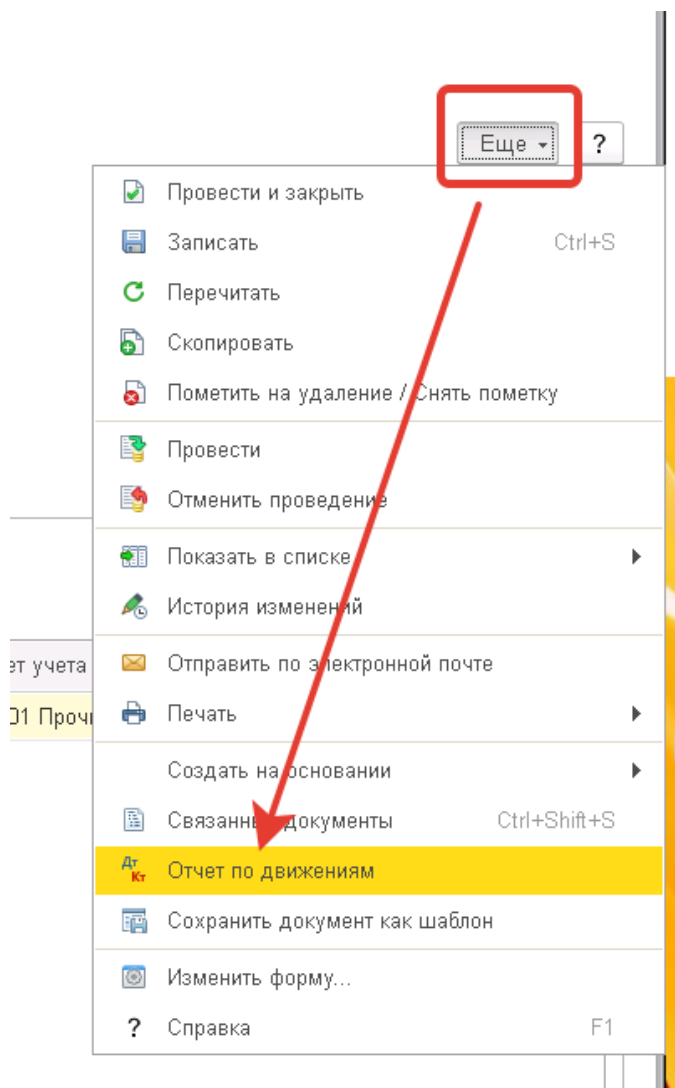 Еще ?
Провести и закрыть
Записать Ctrl+S
Перечитать
Скопировать
Пометить на удаление / Снять пометку
Провести
Отменить проведение
Показать в списке
История изменений
ет учета
Отправить по электронной почте
01 Прочи
Печать
Создать на основании
Связанные документы Ctrl+Shift+S
Дт
Кт
Отчет по движениям
Сохранить документ как шаблон
Изменить форму...
? Справка F1